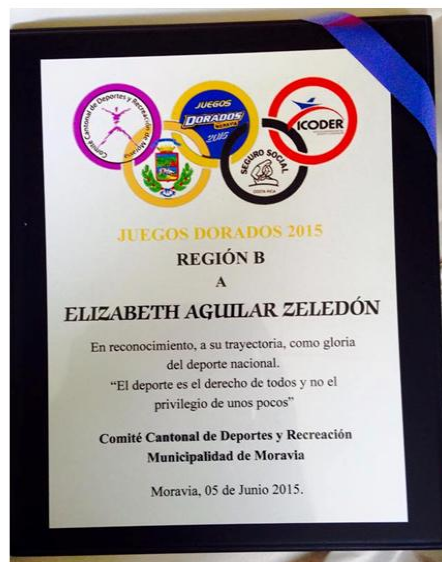 Comité Cantonal de Deportes y Recreación de Moravia
JUEGOS
DORADOS
2015
ICODER
SEGURO SOCIAL
COSTA RICA
JUEGOS DORADOS 2015
REGIÓN B
A
ELIZABETH AGUILAR ZELEDÓN
En reconocimiento, a su trayectoria, como gloria
del deporte nacional.
“El deporte es el derecho de todos y no el
privilegio de unos pocos”
Comité Cantonal de Deportes y Recreación
Municipalidad de Moravia
Moravia, 05 de Junio 2015.